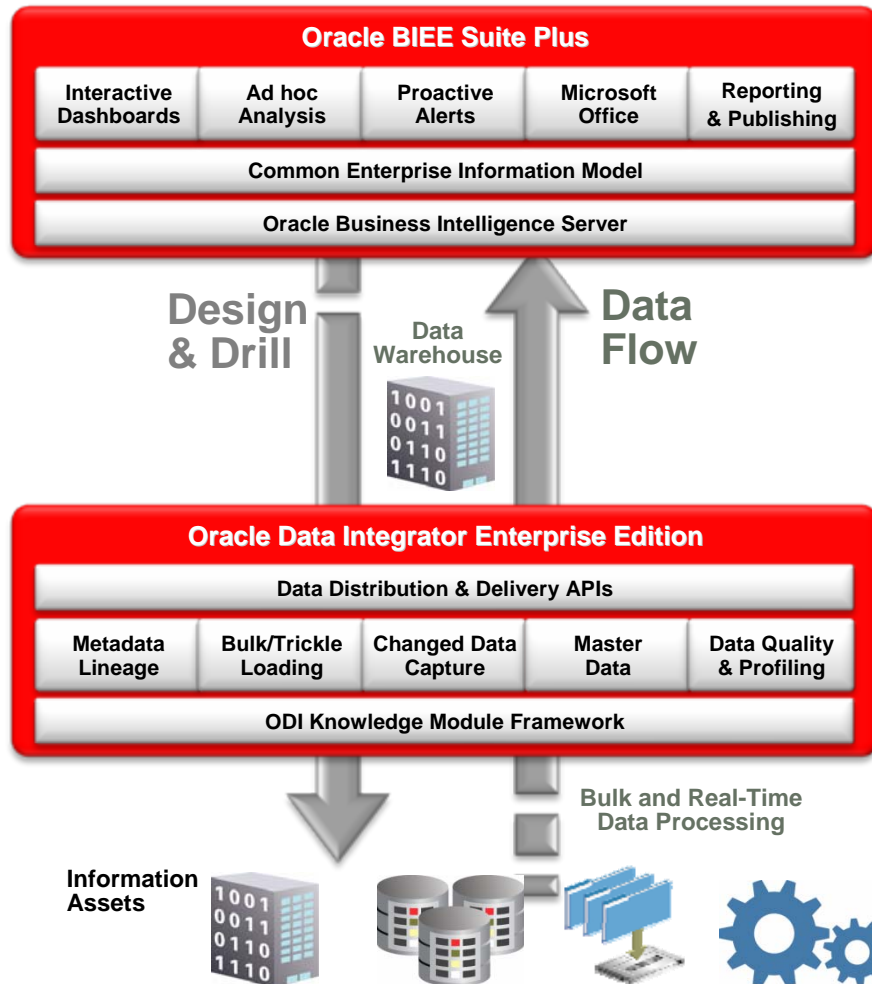 Oracle BIEE Suite Plus
Interactive
Dashboards
Ad hoc
Analysis
Proactive
Alerts
Microsoft
Office
Reporting
& Publishing
Common Enterprise Information Model
Oracle Business Intelligence Server
Design
& Drill
Data
Warehouse
Data
Flow
1001
0011
0110
1110
Oracle Data Integrator Enterprise Edition
Data Distribution & Delivery APIs
Metadata
Lineage
Bulk/Trickle
Loading
Changed Data
Capture
Master
Data
Data Quality
& Profiling
ODI Knowledge Module Framework
Bulk and Real-Time
Data Processing
Information
Assets
1001
0011
0110
1110